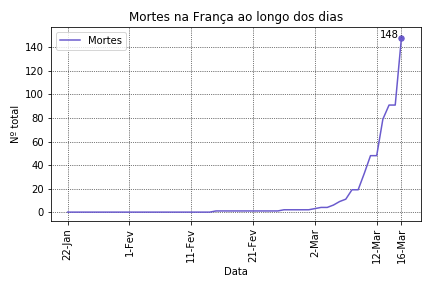 Mortes na França ao longo dos dias
Mortes
148
140
120
100
80
60
40
20
0
Nº total
22-Jan
1-Fev
11-Fev
21-Fev
2-Mar
12-Mar
16-Mar
Data